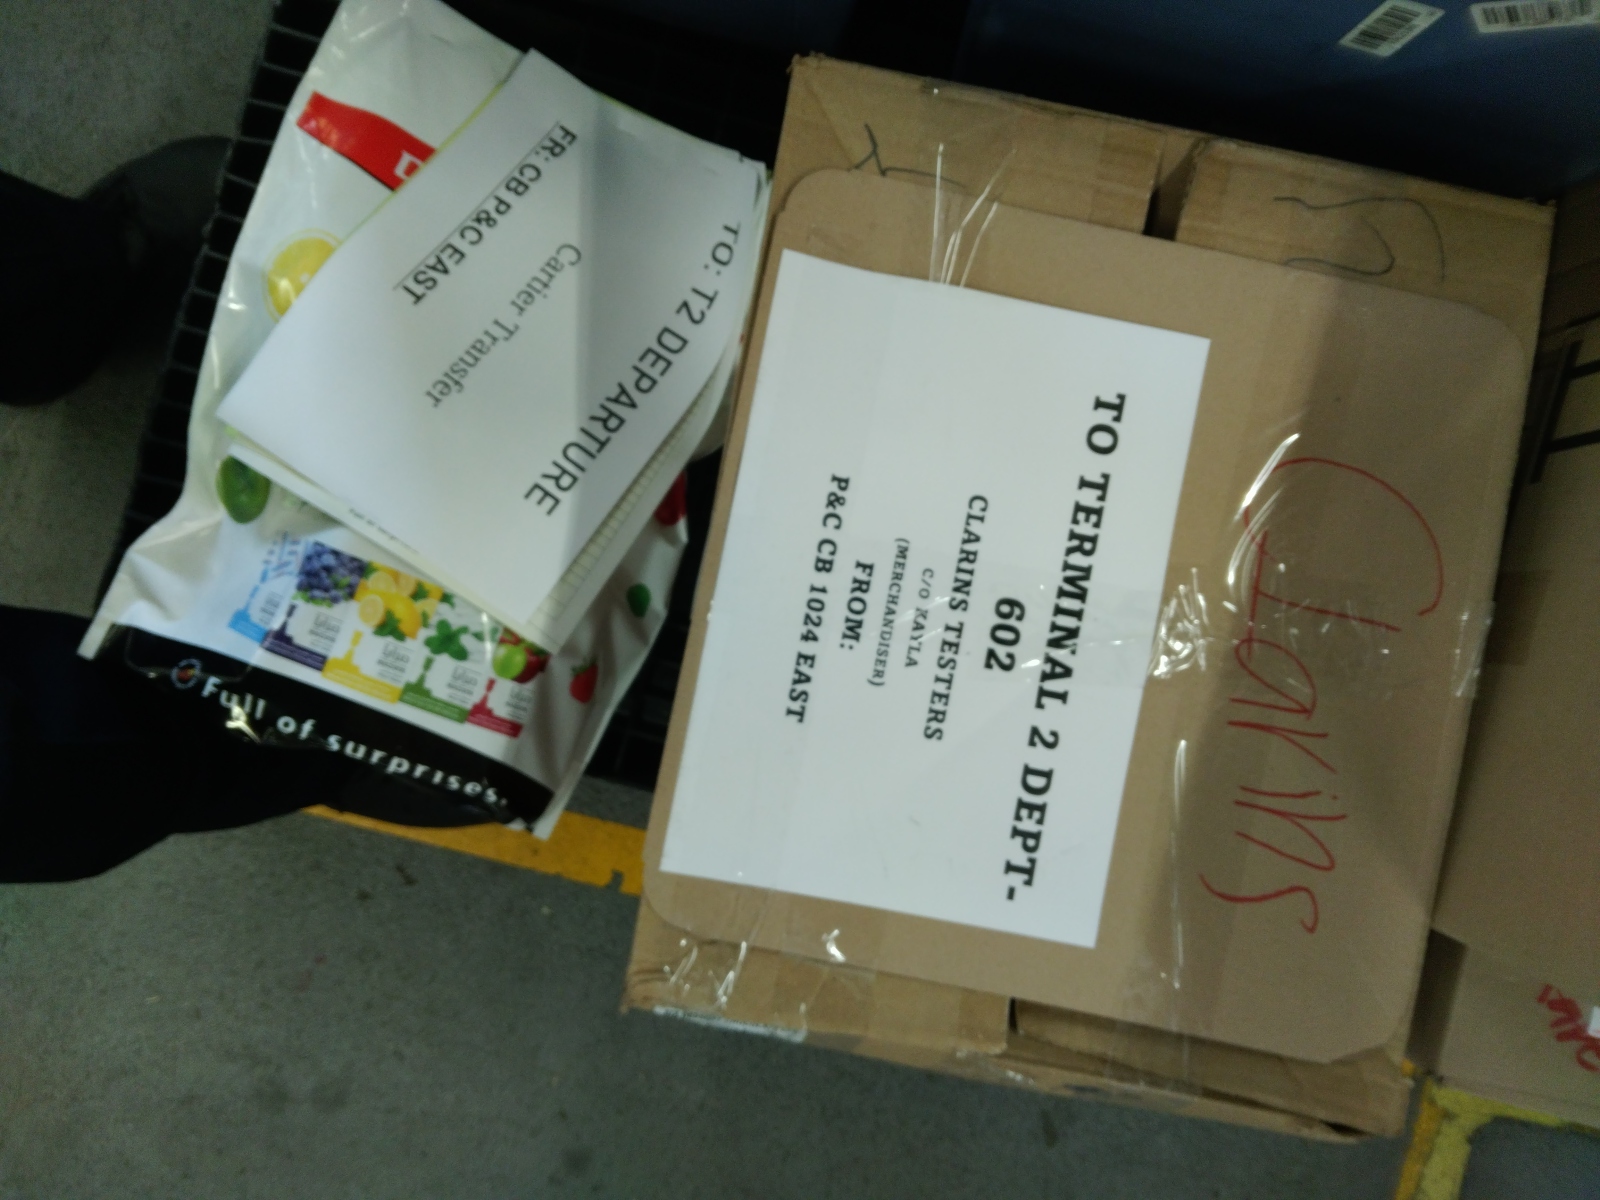 TO: T2 DEPARTURE
Cartier Transfer
FR: CB P&C EAST
Full of surprises.
TO TERMINAL 2 DEPT-
602
CLARINS TESTERS
C/O KAYLA
(MERCHANDISER)
FROM:
P&C CB 1024 EAST
Clarins